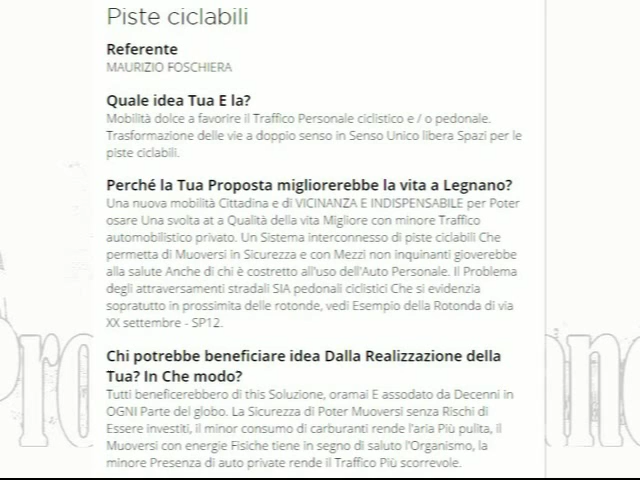 Piste ciclabili
Referente
MAURIZIO FOSCHIERA
Quale idea Tua E la?
Mobilità dolce a favorire il Traffico Personale ciclistico e / o pedonale.
Trasformazione delle vie a doppio senso in Senso Unico libera Spazi per le
piste ciclabili.
Perché la Tua Proposta migliorerebbe la vita a Legnano?
Una nuova mobilità Cittadina e di VICINANZA E INDISPENSABILE per Poter
osare Una svolta at a Qualità della vita Migliore con minore Traffico
automobilistico privato. Un Sistema interconnesso di piste ciclabili Che
permetta di Muoversi in Sicurezza e con Mezzi non inquinanti gioverebbe
alla salute Anche di chi è costretto all'uso dell'Auto Personale. Il Problema
degli attraversamenti stradali SIA pedonali ciclistici Che si evidenzia
sopratutto in prossimita delle rotonde, vedi Esempio della Rotonda di via
XX settembre - SP12.
Chi potrebbe beneficiare idea Dalla Realizzazione della
Tua? In Che modo?
Tutti beneficerebbero di this Soluzione, oramai E assodato da Decenni in
OGNI Parte del globo. La Sicurezza di Poter Muoversi senza Rischi di
Essere investiti, il minor consumo di carburanti rende l'aria Più pulita, il
Muoversi con energie Fisiche tiene in segno di saluto l'Organismo, la
minore Presenza di auto private rende il Traffico Più scorrevole.